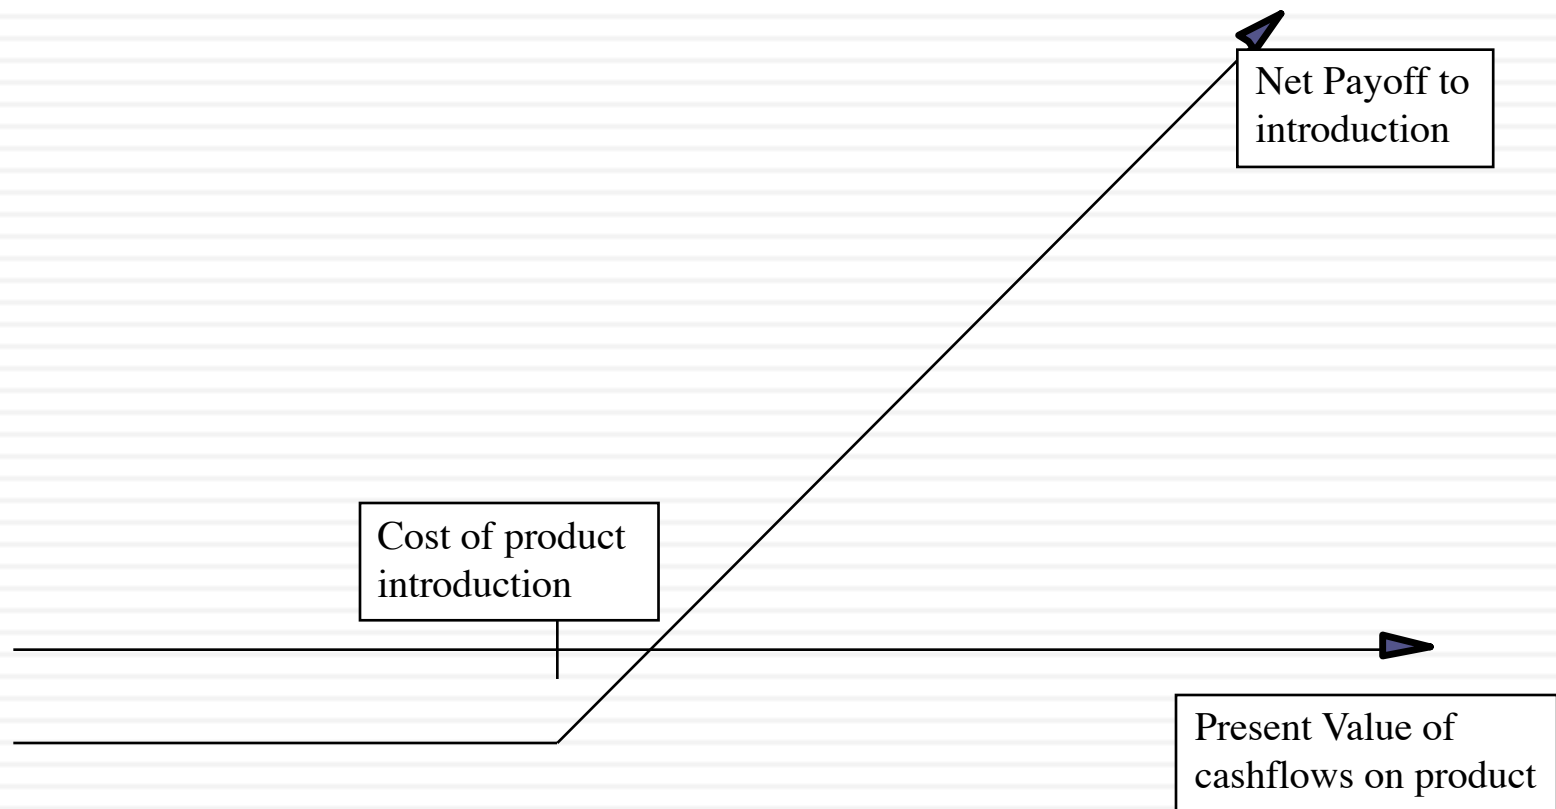 Net Payoff to
introduction
Cost of product
introduction
Present Value of
cashflows on product